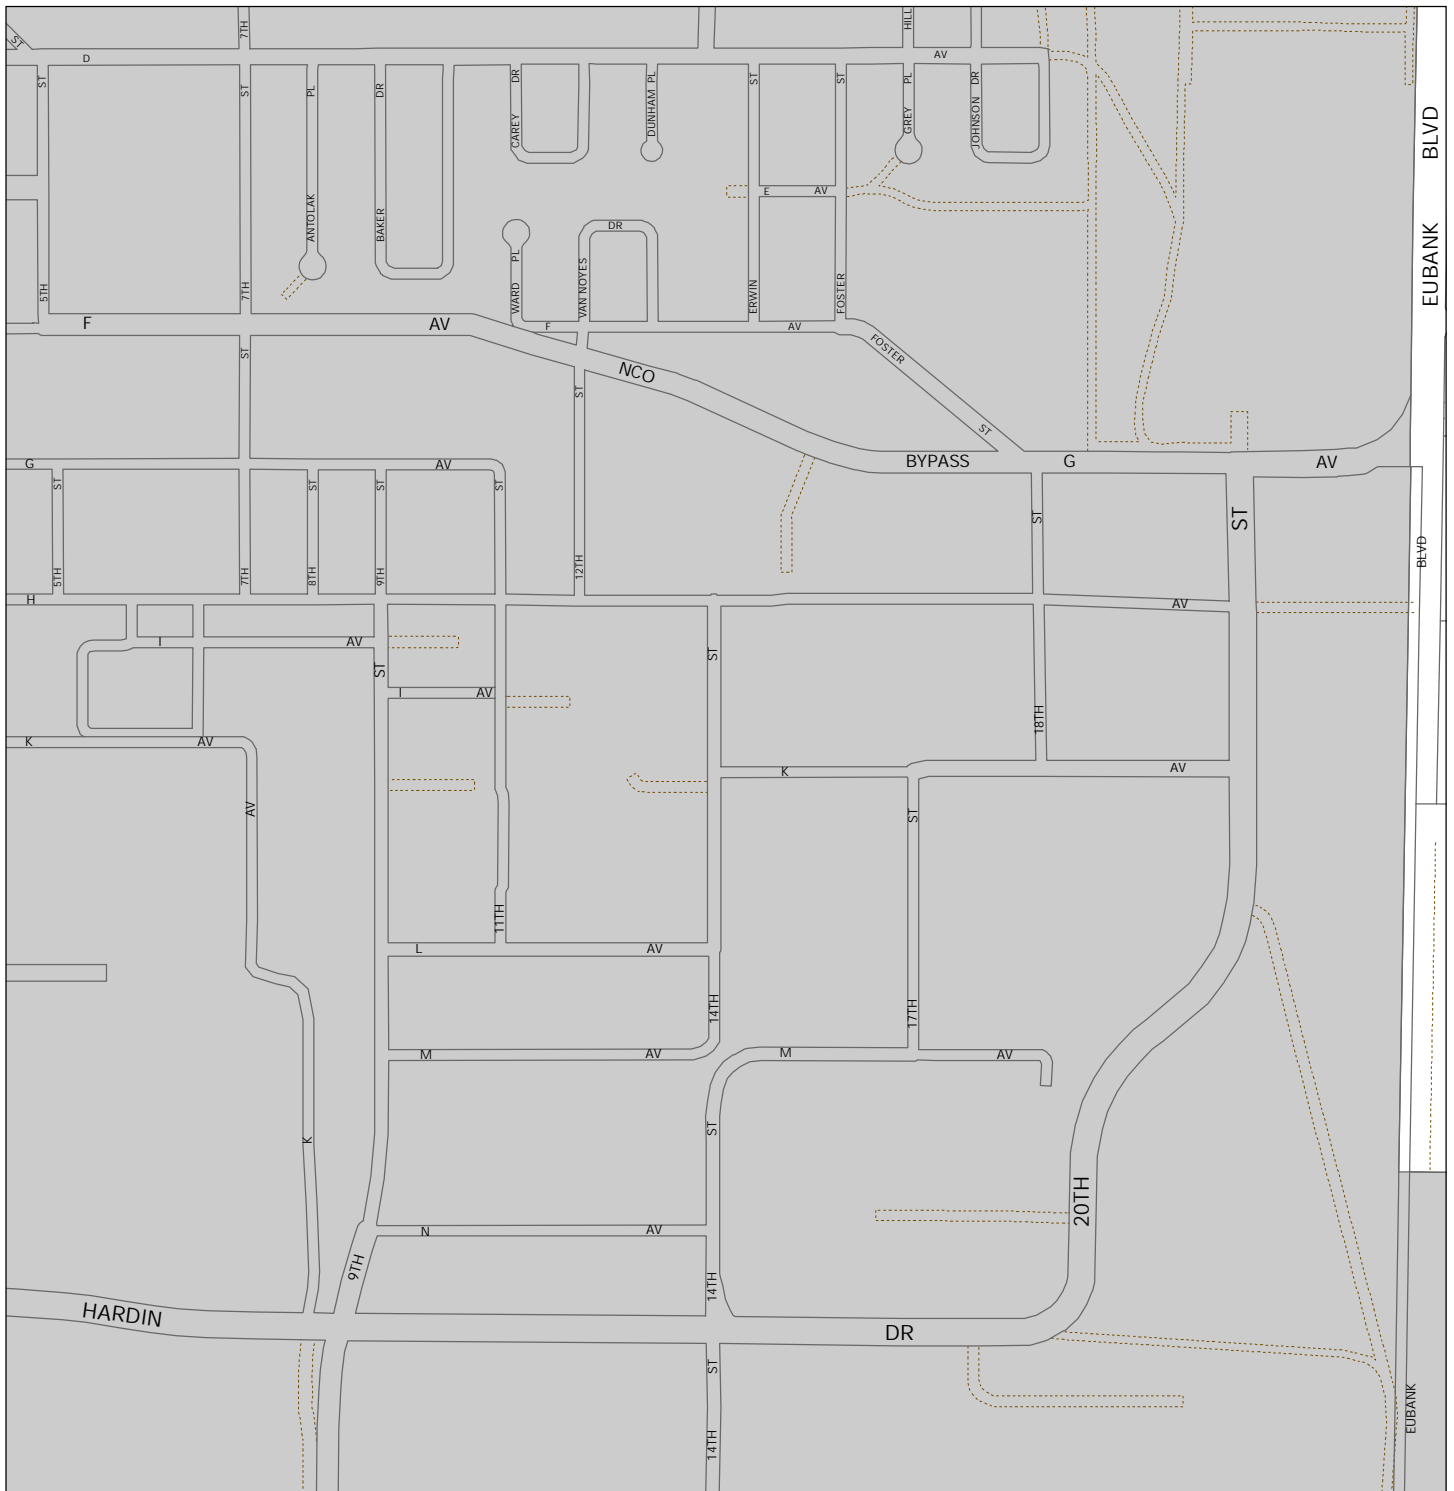 ST
7TH
HILL
D
AV
ST
ST
PL
DR
DR
PL
ST
ST
PL
DR
CAREY
DUNHAM
GREY
JOHNSON
BLVD
E
AV
ANTOLAK
BAKER
DR
EUBANK
5TH
7TH
PL
WARD
VAN NOYES
ERWIN
FOSTER
F
AV
F
AV
FOSTER
ST
NCO
ST
ST
BYPASS
G
AV
G
AV
ST
ST
ST
ST
ST
ST
BLVD
5TH
7TH
8TH
9TH
12TH
H
AV
I
AV
ST
ST
I
AV
18TH
K
AV
K
AV
AV
ST
11TH
L
AV
14TH
17TH
M
AV
M
AV
K
ST
20TH
N
AV
9TH
14TH
HARDIN
DR
ST
14TH
EUBANK